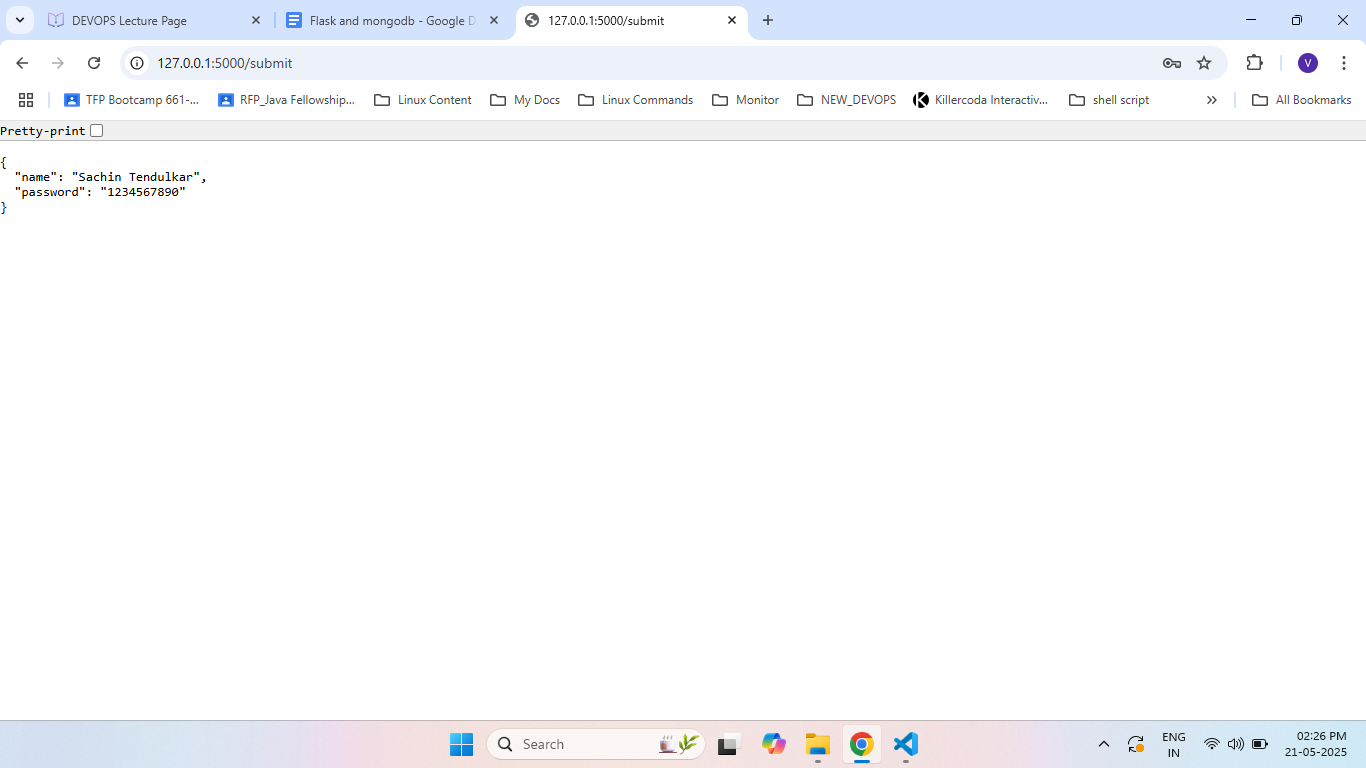 DEVOPS Lecture Page
Flask and mongodb - Google D
127.0.0.1:5000/submit
127.0.0.1:5000/submit
V
TFP Bootcamp 661-...
RFP_Java Fellowship...
Linux Content
My Docs
Linux Commands
Monitor
NEW_DEVOPS
K
Killercoda Interactiv...
shell script
All Bookmarks
Pretty-print
{
"name": "Sachin Tendulkar",
"password": "1234567890"
}
Search
ENG
IN
02:26 PM
21-05-2025